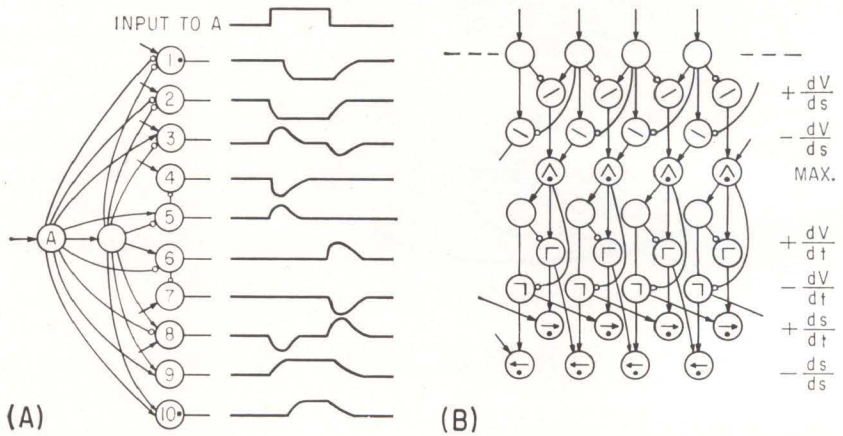 INPUT TO A
1
2
3
4
5
A
6
7
8
9
10
(A)
+ dV/ds
- dV/ds
MAX.
+ dV/dt
- dV/dt
+ ds/dt
- ds/ds
(B)